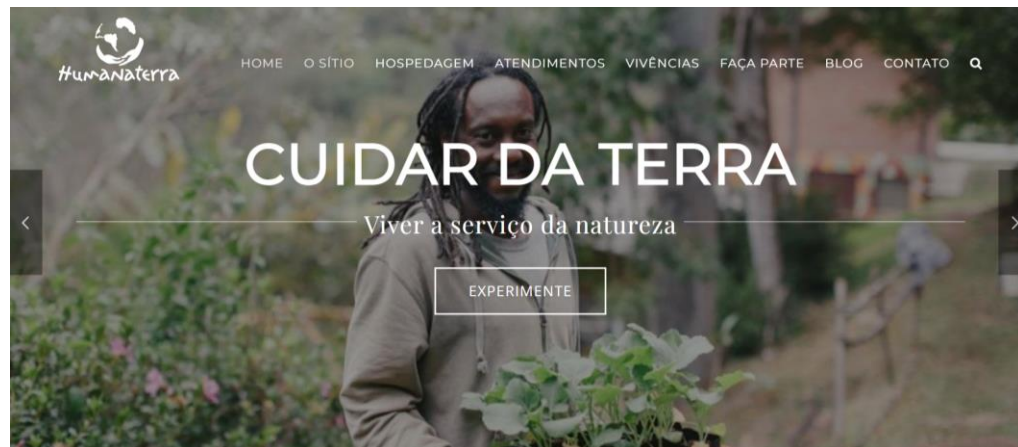 Humanaterra
HOME O SÍTIO HOSPEDAGEM ATENDIMENTOS VIVÊNCIAS FAÇA PARTE BLOG CONTATO
CUIDAR DA TERRA
Viver a serviço da natureza
EXPERIMENTE